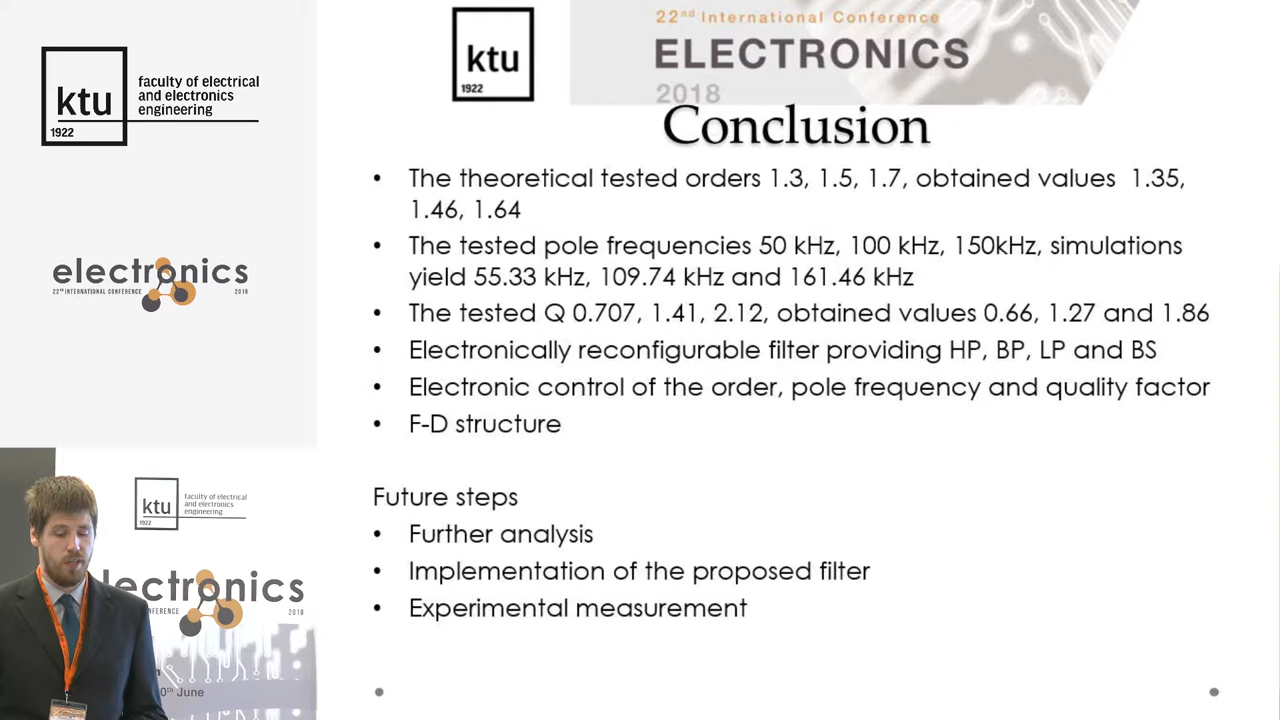 ktu
1922
faculty of electrical
and electronics
engineering
electronics
22ND INTERNATIONAL CONFERENCE 2018
ktu
1922
22nd International Conference
ELECTRONICS
2018
Conclusion
• The theoretical tested orders 1.3, 1.5, 1.7, obtained values 1.35,
1.46, 1.64
• The tested pole frequencies 50 kHz, 100 kHz, 150kHz, simulations
yield 55.33 kHz, 109.74 kHz and 161.46 kHz
• The tested Q 0.707, 1.41, 2.12, obtained values 0.66, 1.27 and 1.86
• Electronically reconfigurable filter providing HP, BP, LP and BS
• Electronic control of the order, pole frequency and quality factor
• F-D structure
Future steps
• Further analysis
• Implementation of the proposed filter
• Experimental measurement
ktu
1922
faculty of electrical
and electronics
engineering
lectronics
CONFERENCE 2018
0th June